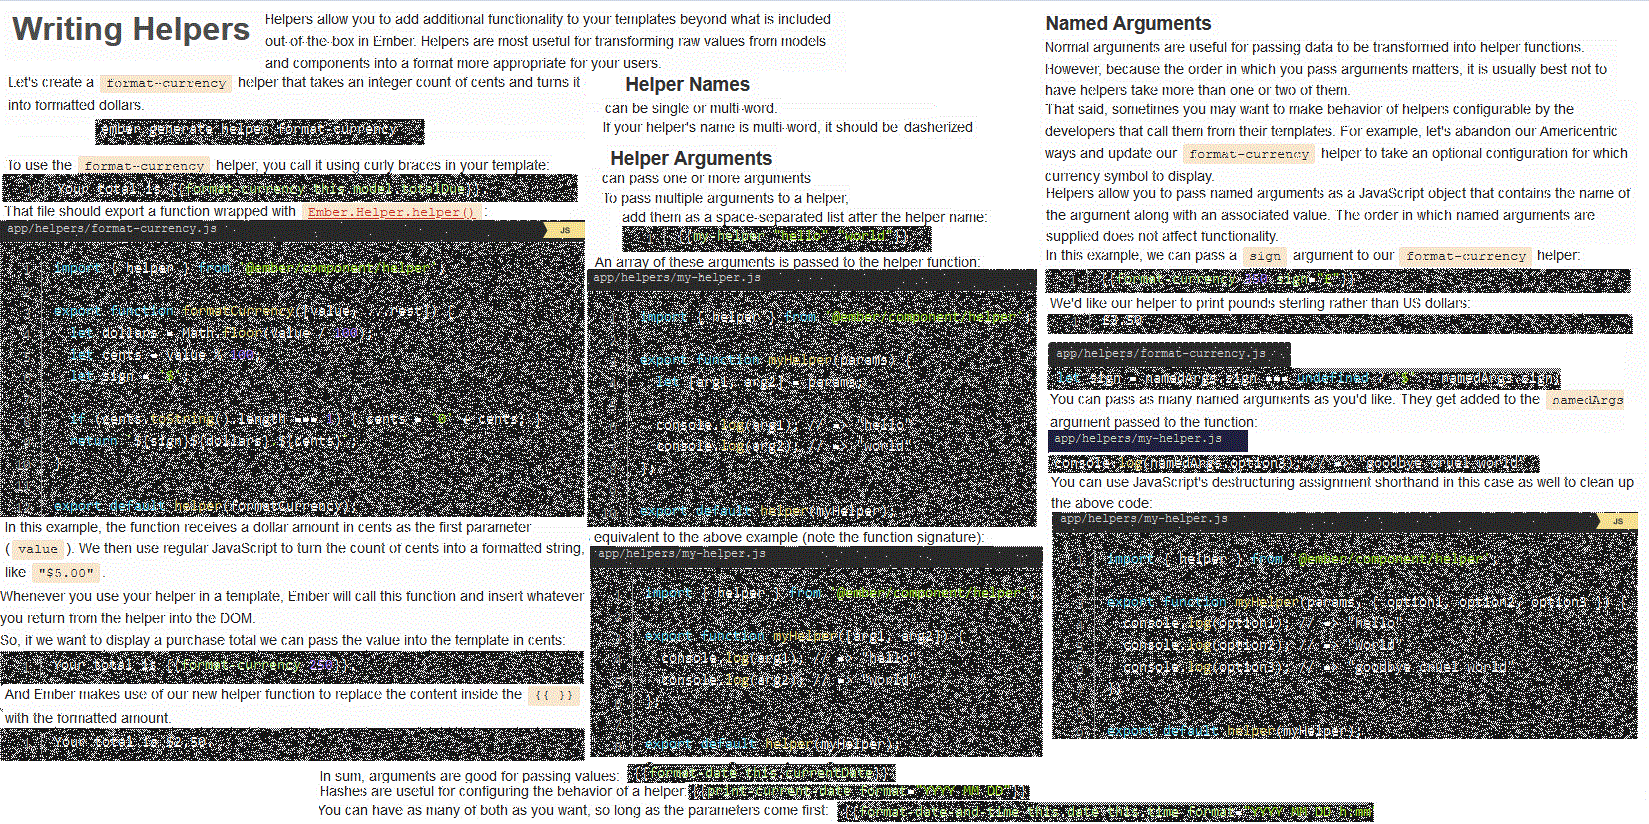 Writing Helpers
Helpers allow you to add additional functionality to your templates beyond what is included
out-of-the-box in Ember. Helpers are most useful for transforming raw values from models
and components into a format more appropriate for your users.
Let's create a format-currency helper that takes an integer count of cents and turns it
into formatted dollars.
ember generate helper format-currency
To use the format-currency helper, you call it using curly braces in your template:
Your total is {{format-currency this.model.totalDue}}.
That file should export a function wrapped with Ember.Helper.helper() :
app/helpers/format-currency.js JS
import { helper } from '@ember/component/helper';
export function formatCurrency([value, ...rest]) {
let dollars = Math.floor(value / 100);
let cents = value % 100;
let sign = '$';
if (cents.toString().length === 1) { cents = '0' + cents; }
return `${sign}${dollars}.${cents}`;
}
export default helper(formatCurrency);
In this example, the function receives a dollar amount in cents as the first parameter
( value ). We then use regular JavaScript to turn the count of cents into a formatted string,
like "$5.00" .
Whenever you use your helper in a template, Ember will call this function and insert whatever
you return from the helper into the DOM.
So, if we want to display a purchase total we can pass the value into the template in cents:
Your total is {{format-currency 250}}.
And Ember makes use of our new helper function to replace the content inside the {{ }}
with the formatted amount.
Your total is $2.50.
Helper Names
can be single or multi-word.
If your helper's name is multi-word, it should be dasherized
Helper Arguments
can pass one or more arguments
To pass multiple arguments to a helper,
add them as a space-separated list after the helper name:
{{my-helper "hello" "world"}}
An array of these arguments is passed to the helper function:
app/helpers/my-helper.js
import { helper } from '@ember/component/helper'
export function myHelper(params) {
let [arg1, arg2] = params;
console.log(arg1); // => "hello"
console.log(arg2); // => "world"
};
export default helper(myHelper);
equivalent to the above example (note the function signature):
app/helpers/my-helper.js
import { helper } from '@ember/component/helper'
export function myHelper([arg1, arg2]) {
console.log(arg1); // => "hello"
console.log(arg2); // => "world"
};
export default helper(myHelper);
Named Arguments
Normal arguments are useful for passing data to be transformed into helper functions.
However, because the order in which you pass arguments matters, it is usually best not to
have helpers take more than one or two of them.
That said, sometimes you may want to make behavior of helpers configurable by the
developers that call them from their templates. For example, let's abandon our Americentric
ways and update our format-currency helper to take an optional configuration for which
currency symbol to display.
Helpers allow you to pass named arguments as a JavaScript object that contains the name of
the argument along with an associated value. The order in which named arguments are
supplied does not affect functionality.
In this example, we can pass a sign argument to our format-currency helper:
{{format-currency 250 sign="£"}}
We'd like our helper to print pounds sterling rather than US dollars:
£2.50
app/helpers/format-currency.js
let sign = namedArgs.sign === undefined ? '$' : namedArgs.sign;
You can pass as many named arguments as you'd like. They get added to the namedArgs
argument passed to the function:
app/helpers/my-helper.js
console.log(namedArgs.option3); // => "goodbye cruel world"
You can use JavaScript's destructuring assignment shorthand in this case as well to clean up
the above code:
app/helpers/my-helper.js JS
import { helper } from '@ember/component/helper';
export function myHelper(params, { option1, option2, option3 }) {
console.log(option1); // => "hello"
console.log(option2); // => "world"
console.log(option3); // => "goodbye cruel world"
};
export default helper(myHelper);
In sum, arguments are good for passing values: {{format-date this.currentDate}}
Hashes are useful for configuring the behavior of a helper: {{print-current-date format="YYYY MM DD"}}
You can have as many of both as you want, so long as the parameters come first: {{format-date-and-time this.date this.time format="YYYY MM DD h:mm